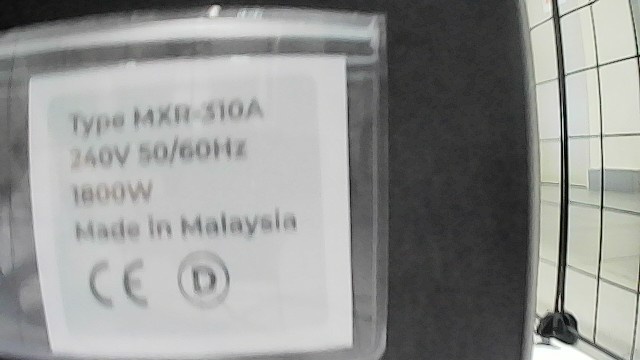 Type MXR-310A
240V 50/60Hz
1800W
Made in Malaysia
CE D